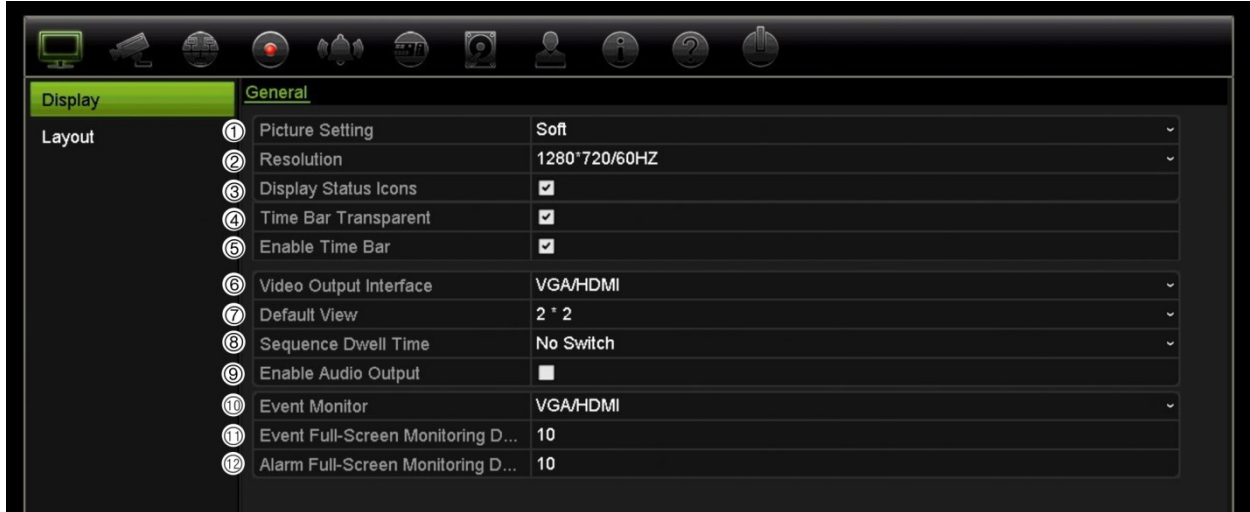 Display
Layout
General
① Picture Setting Soft
② Resolution 1280*720/60HZ
③ Display Status Icons
④ Time Bar Transparent
⑤ Enable Time Bar
⑥ Video Output Interface VGA/HDMI
⑦ Default View 2 * 2
⑧ Sequence Dwell Time No Switch
⑨ Enable Audio Output
⑩ Event Monitor VGA/HDMI
⑪ Event Full-Screen Monitoring D... 10
⑫ Alarm Full-Screen Monitoring D... 10